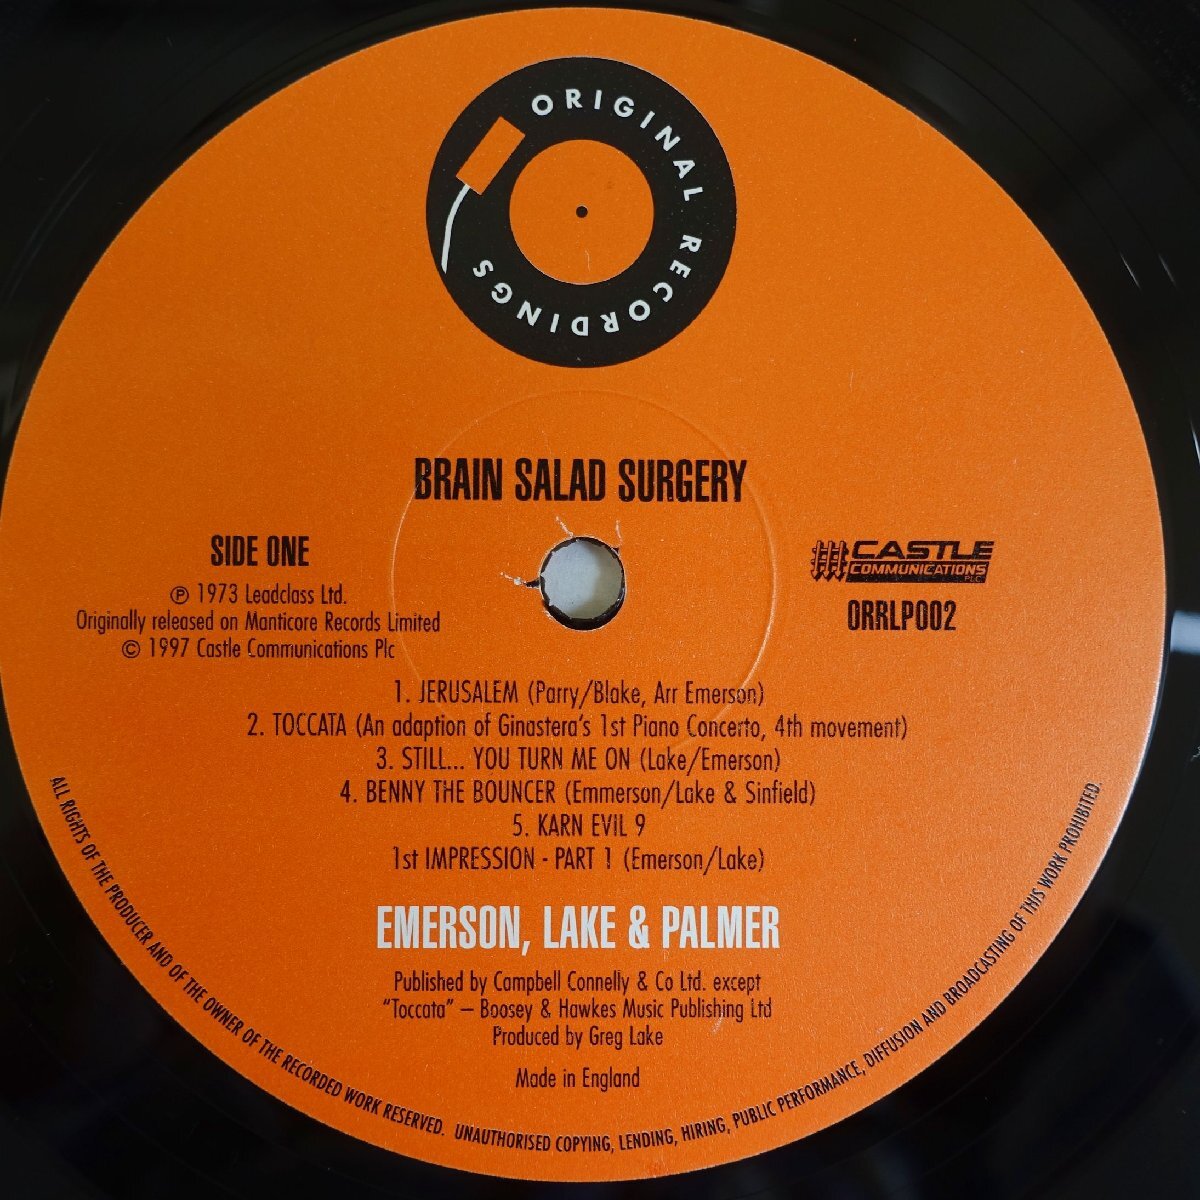 ORIGINAL RECORDINGS
BRAIN SALAD SURGERY
SIDE ONE
℗ 1973 Leadclass Ltd.
Originally released on Manticore Records Limited
© 1997 Castle Communications Plc
CASTLE
COMMUNICATIONS
PLC
ORRLP002
1. JERUSALEM (Parry/Blake, Arr Emerson)
2. TOCCATA (An adaption of Ginastera's 1st Piano Concerto, 4th movement)
3. STILL... YOU TURN ME ON (Lake/Emerson)
4. BENNY THE BOUNCER (Emmerson/Lake & Sinfield)
5. KARN EVIL 9
1st IMPRESSION - PART 1 (Emerson/Lake)
EMERSON, LAKE & PALMER
Published by Campbell Connelly & Co Ltd. except
“Toccata” – Boosey & Hawkes Music Publishing Ltd
Produced by Greg Lake
Made in England
ALL RIGHTS OF THE PRODUCER AND OF THE OWNER OF THE RECORDED WORK RESERVED. UNAUTHORISED COPYING, LENDING, HIRING, PUBLIC PERFORMANCE, DIFFUSION AND BROADCASTING OF THIS WORK PROHIBITED